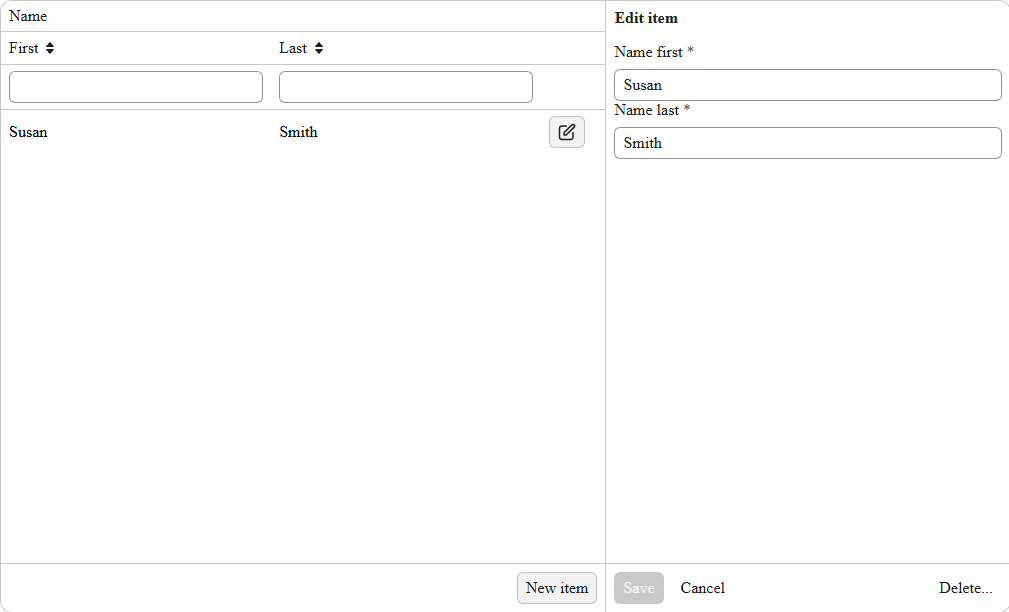 Name
First
Last
Susan
Smith
New item
Edit item
Name first *
Susan
Name last *
Smith
Save
Cancel
Delete...